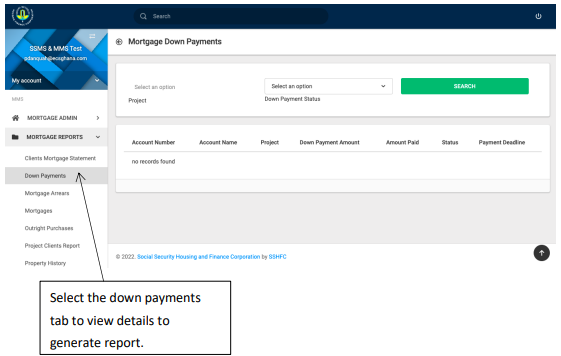 Search
SSMS & MMS Test
pdanquah@ecsghana.com
My account
MMS
MORTGAGE ADMIN
MORTGAGE REPORTS
Clients Mortgage Statement
Down Payments
Mortgage Arrears
Mortgages
Outright Purchases
Project Clients Report
Property History
Mortgage Down Payments
Select an option
Project
Select an option
Down Payment Status
SEARCH
Account Number Account Name Project Down Payment Amount Amount Paid Status Payment Deadline
no records found
© 2022. Social Security Housing and Finance Corporation by SSHFC
Select the down payments
tab to view details to
generate report.